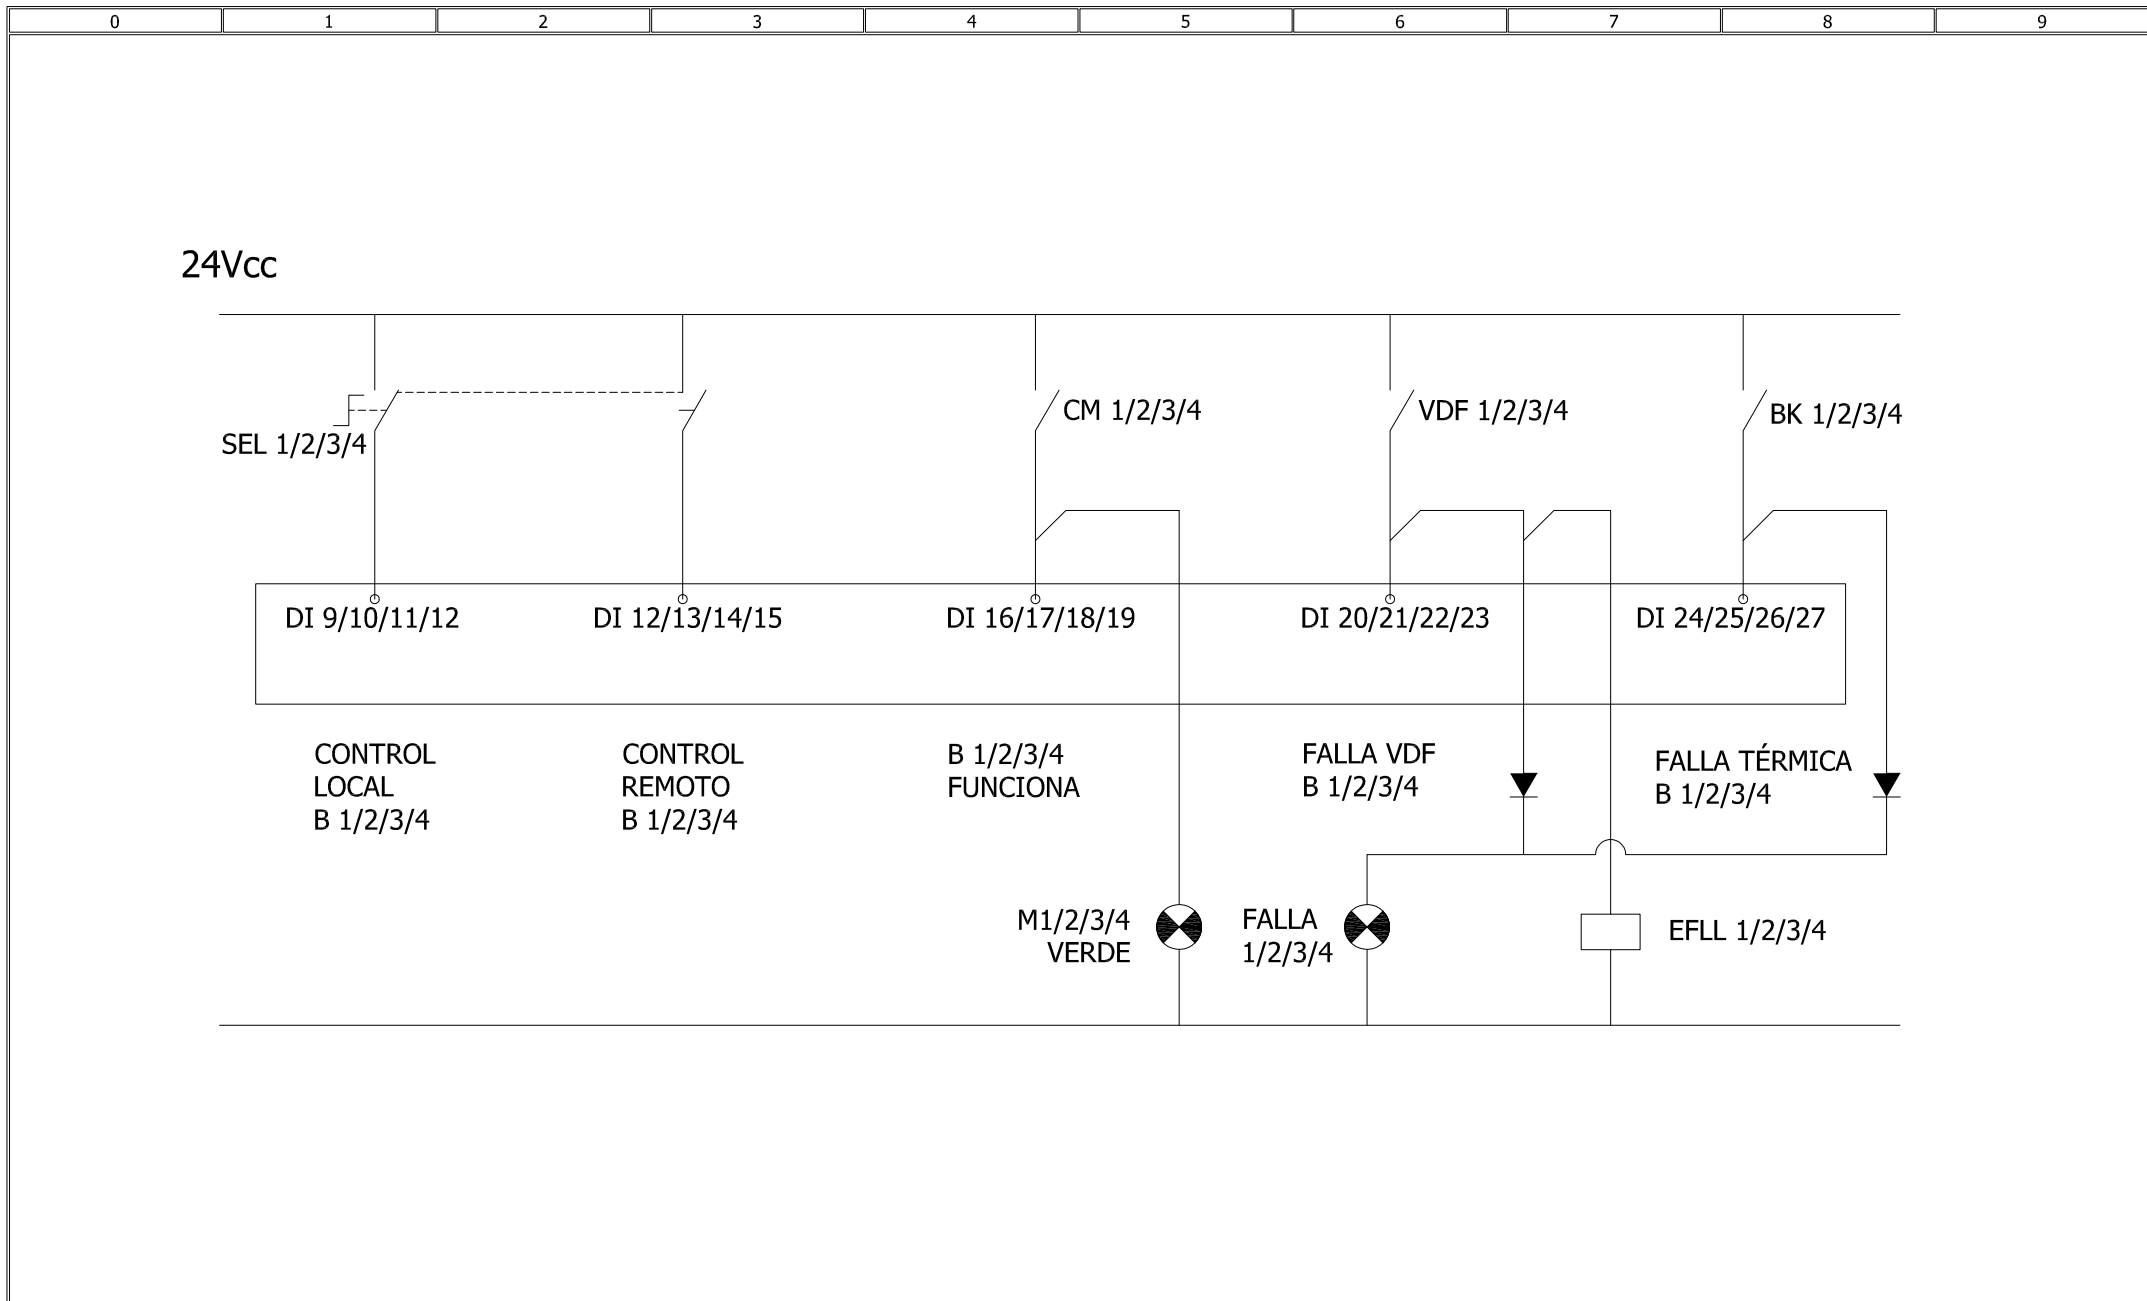 0 1 2 3 4 5 6 7 8 9
24Vcc
SEL 1/2/3/4
CM 1/2/3/4
VDF 1/2/3/4
BK 1/2/3/4
DI 9/10/11/12
DI 12/13/14/15
DI 16/17/18/19
DI 20/21/22/23
DI 24/25/26/27
CONTROL
LOCAL
B 1/2/3/4
CONTROL
REMOTO
B 1/2/3/4
B 1/2/3/4
FUNCIONA
FALLA VDF
B 1/2/3/4
FALLA TÉRMICA
B 1/2/3/4
M1/2/3/4
VERDE
FALLA
1/2/3/4
EFLL 1/2/3/4